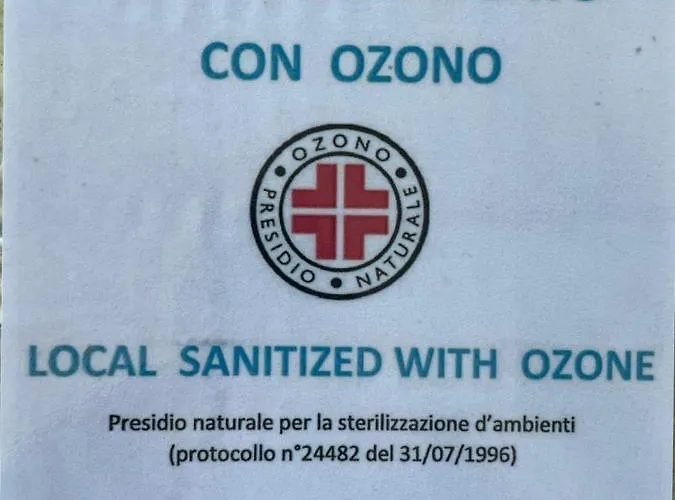 CON OZONO
OZONO
PRESIDIO NATURALE
LOCAL SANITIZED WITH OZONE
Presidio naturale per la sterilizzazione d'ambienti
(protocollo n°24482 del 31/07/1996)